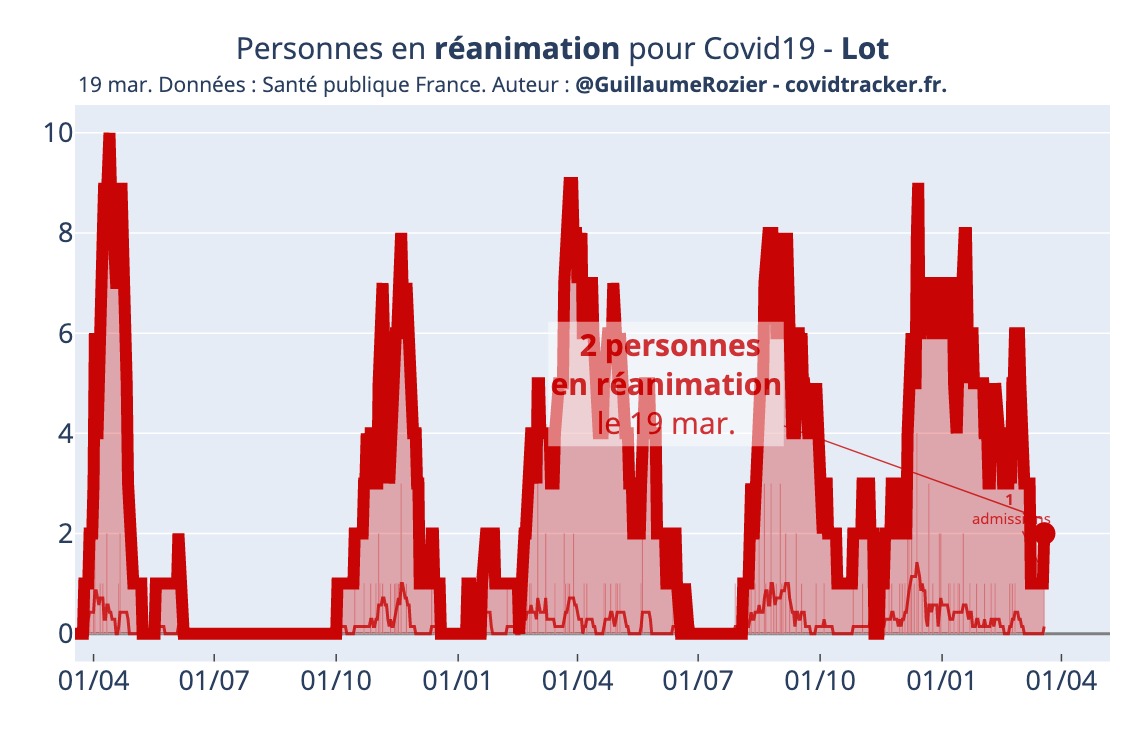 Personnes en réanimation pour Covid19 - Lot
19 mar. Données : Santé publique France. Auteur : @GuillaumeRozier - covidtracker.fr.
10
8
6
4
2
0
2 personnes
en réanimation
le 19 mar.
1
admissions
01/04
01/07
01/10
01/01
01/04
01/07
01/10
01/01
01/04